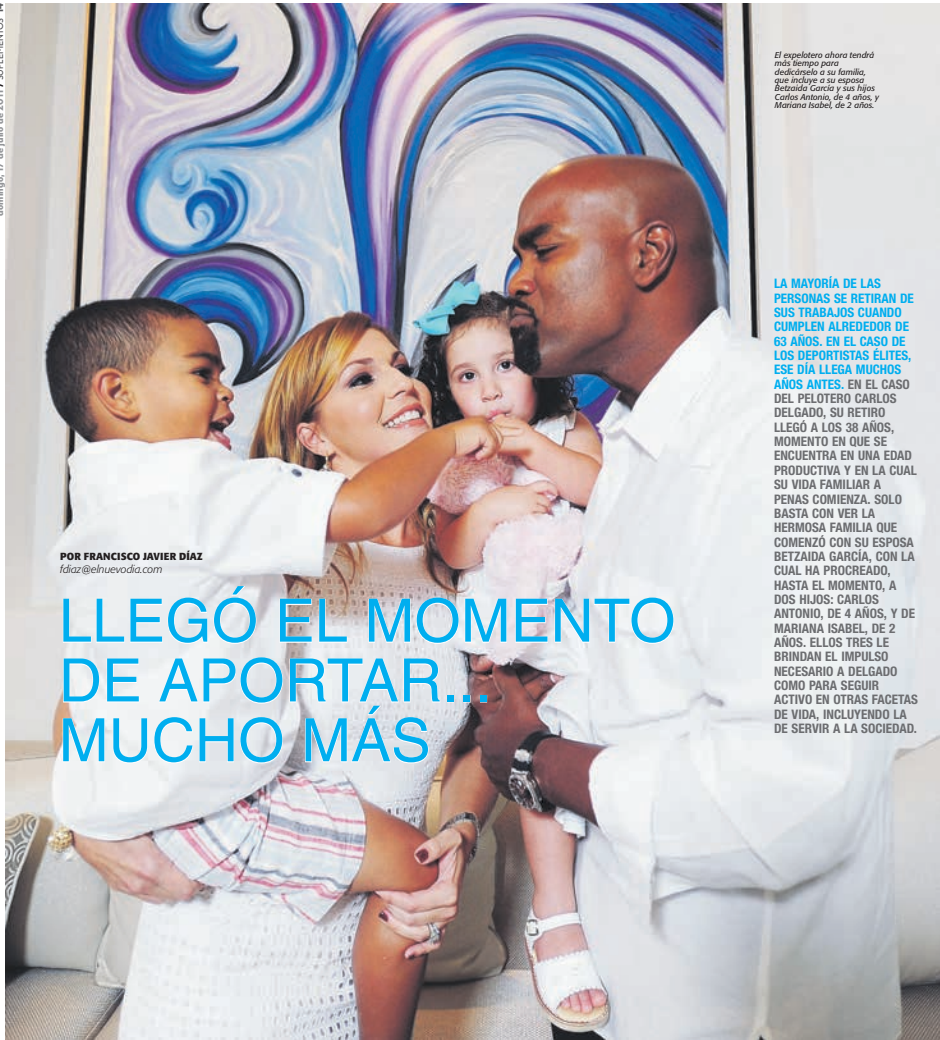 domingo, 17 de julio de 2011 / SUPLEMENTOS
El expelotero ahora tendrá
más tiempo para
dedicárselo a su familia,
que incluye a su esposa
Betzaida García y sus hijos
Carlos Antonio, de 4 años, y
Mariana Isabel, de 2 años.
LA MAYORÍA DE LAS
PERSONAS SE RETIRAN DE
SUS TRABAJOS CUANDO
CUMPLEN ALREDEDOR DE
63 AÑOS. EN EL CASO DE
LOS DEPORTISTAS ÉLITES,
ESE DÍA LLEGA MUCHOS
AÑOS ANTES. EN EL CASO
DEL PELOTERO CARLOS
DELGADO, SU RETIRO
LLEGÓ A LOS 38 AÑOS,
MOMENTO EN QUE SE
ENCUENTRA EN UNA EDAD
PRODUCTIVA Y EN LA CUAL
SU VIDA FAMILIAR A
PENAS COMIENZA. SOLO
BASTA CON VER LA
HERMOSA FAMILIA QUE
COMENZÓ CON SU ESPOSA
BETZAIDA GARCÍA, CON LA
CUAL HA PROCREADO,
HASTA EL MOMENTO, A
DOS HIJOS: CARLOS
ANTONIO, DE 4 AÑOS, Y DE
MARIANA ISABEL, DE 2
AÑOS. ELLOS TRES LE
BRINDAN EL IMPULSO
NECESARIO A DELGADO
COMO PARA SEGUIR
ACTIVO EN OTRAS FACETAS
DE VIDA, INCLUYENDO LA
DE SERVIR A LA SOCIEDAD.
POR FRANCISCO JAVIER DÍAZ
fdiaz@elnuevodia.com
LLEGÓ EL MOMENTO
DE APORTAR...
MUCHO MÁS